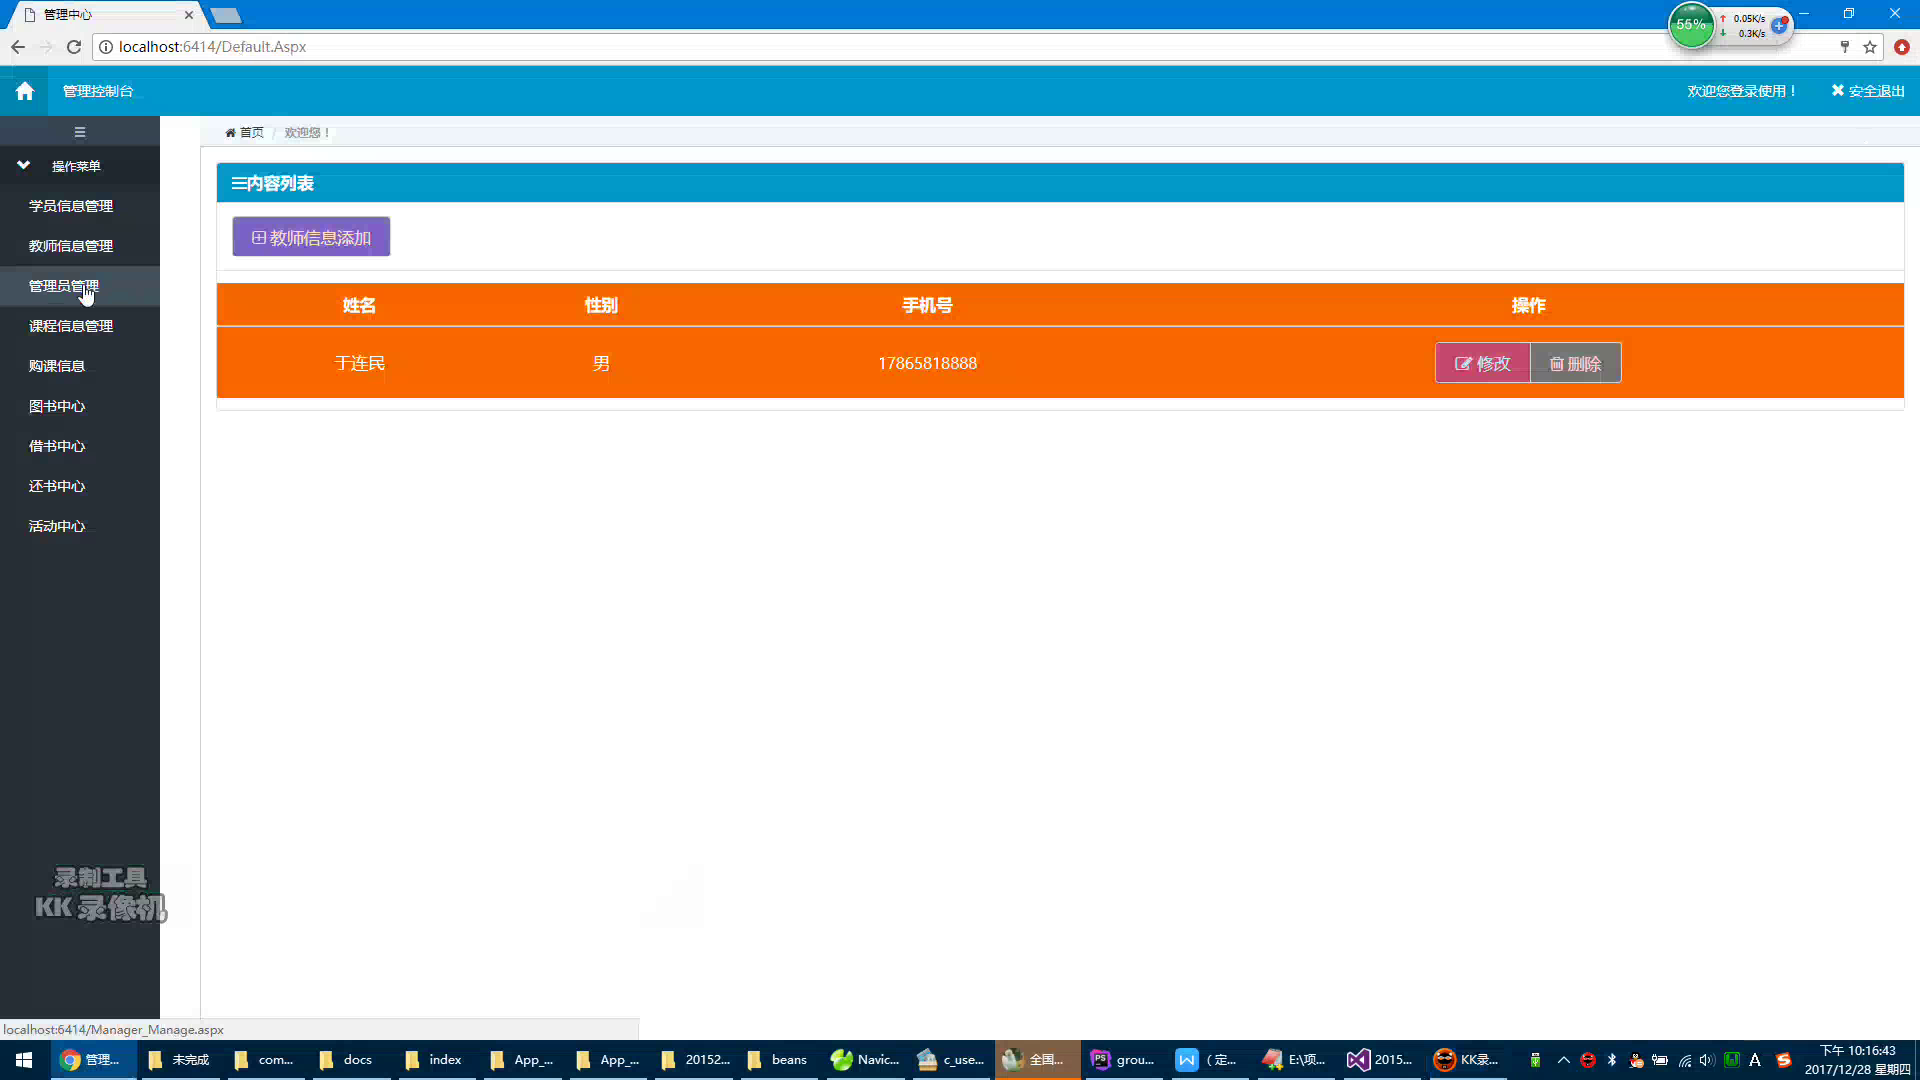 管理中心
55%
0.05K/s
0.3K/s
localhost:6414/Default.Aspx
管理控制台
欢迎您登录使用！
安全退出
首页 / 欢迎您！
操作菜单
学员信息管理
教师信息管理
管理员管理
课程信息管理
购课信息
图书中心
借书中心
还书中心
活动中心
内容列表
教师信息添加
姓名 性别 手机号 操作
于连民 男 17865818888 修改 删除
录制工具
KK 录像机
localhost:6414/Manager_Manage.aspx
管理... 未完成 com... docs index App_... App_... 20152... beans Navic... c_use... 全国... grou... （定... E:\项... 2015... KK录...
下午 10:16:43
2017/12/28 星期四